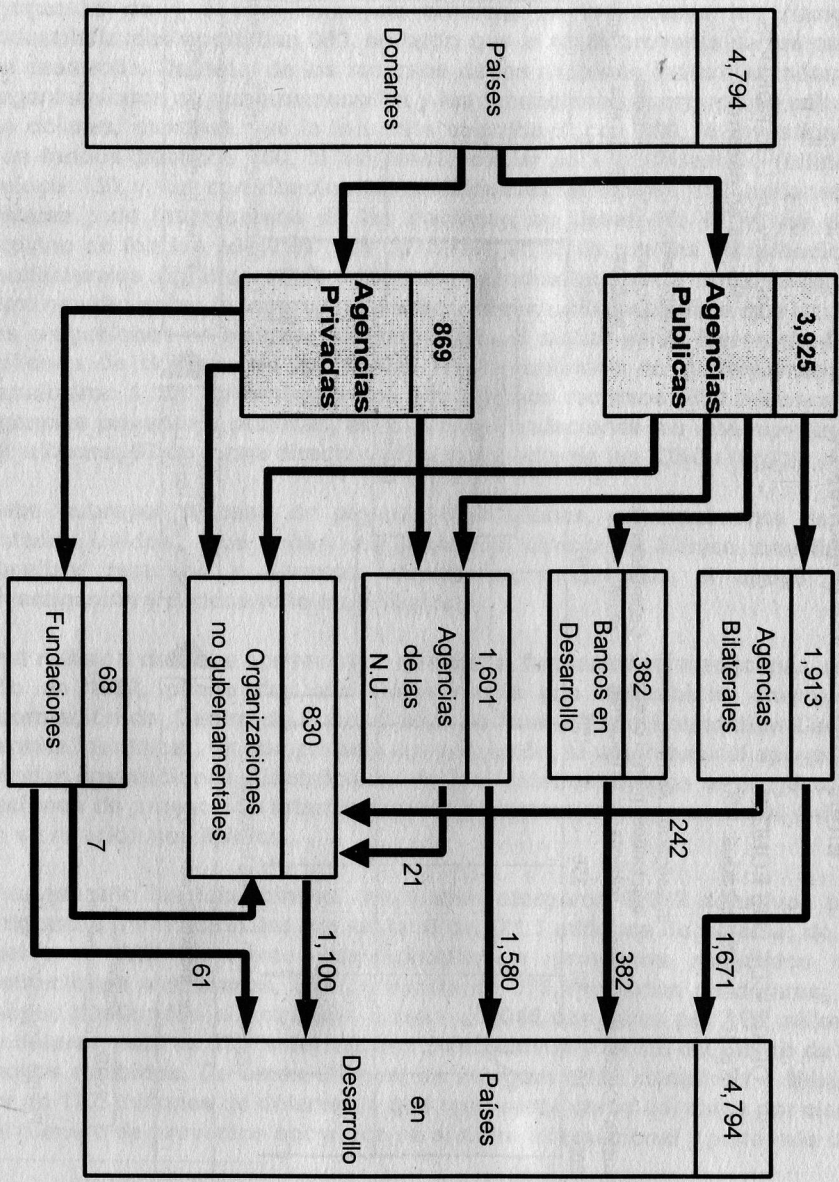 4,794
Países
Donantes
3,925
Agencias
Publicas
869
Agencias
Privadas
1,913
Agencias
Bilaterales
382
Bancos en
Desarrollo
1,601
Agencias
de las
N.U.
830
Organizaciones
no gubernamentales
68
Fundaciones
242
21
7
1,671
382
1,580
1,100
61
4,794
Países
en
Desarrollo